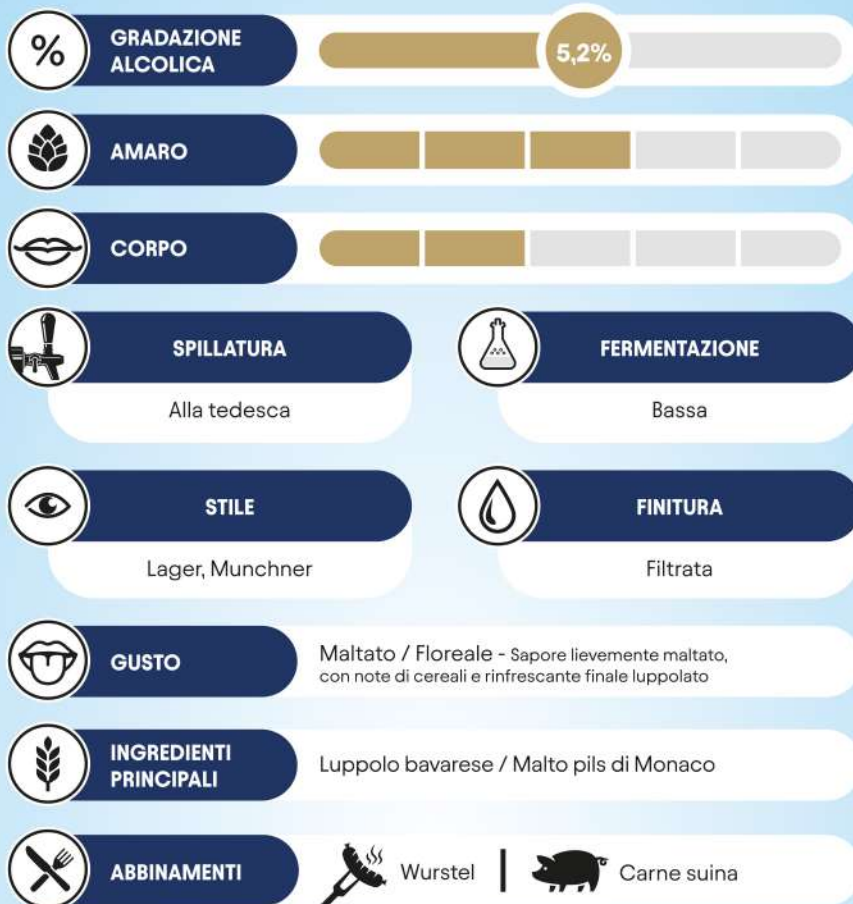 %
GRADAZIONE
ALCOLICA
5,2%
AMARO
CORPO
SPILLATURA
Alla tedesca
FERMENTAZIONE
Bassa
STILE
Lager, Munchner
FINITURA
Filtrata
GUSTO
Maltato / Floreale - Sapore lievemente maltato,
con note di cereali e rinfrescante finale luppolato
INGREDIENTI
PRINCIPALI
Luppolo bavarese / Malto pils di Monaco
ABBINAMENTI
Wurstel | Carne suina